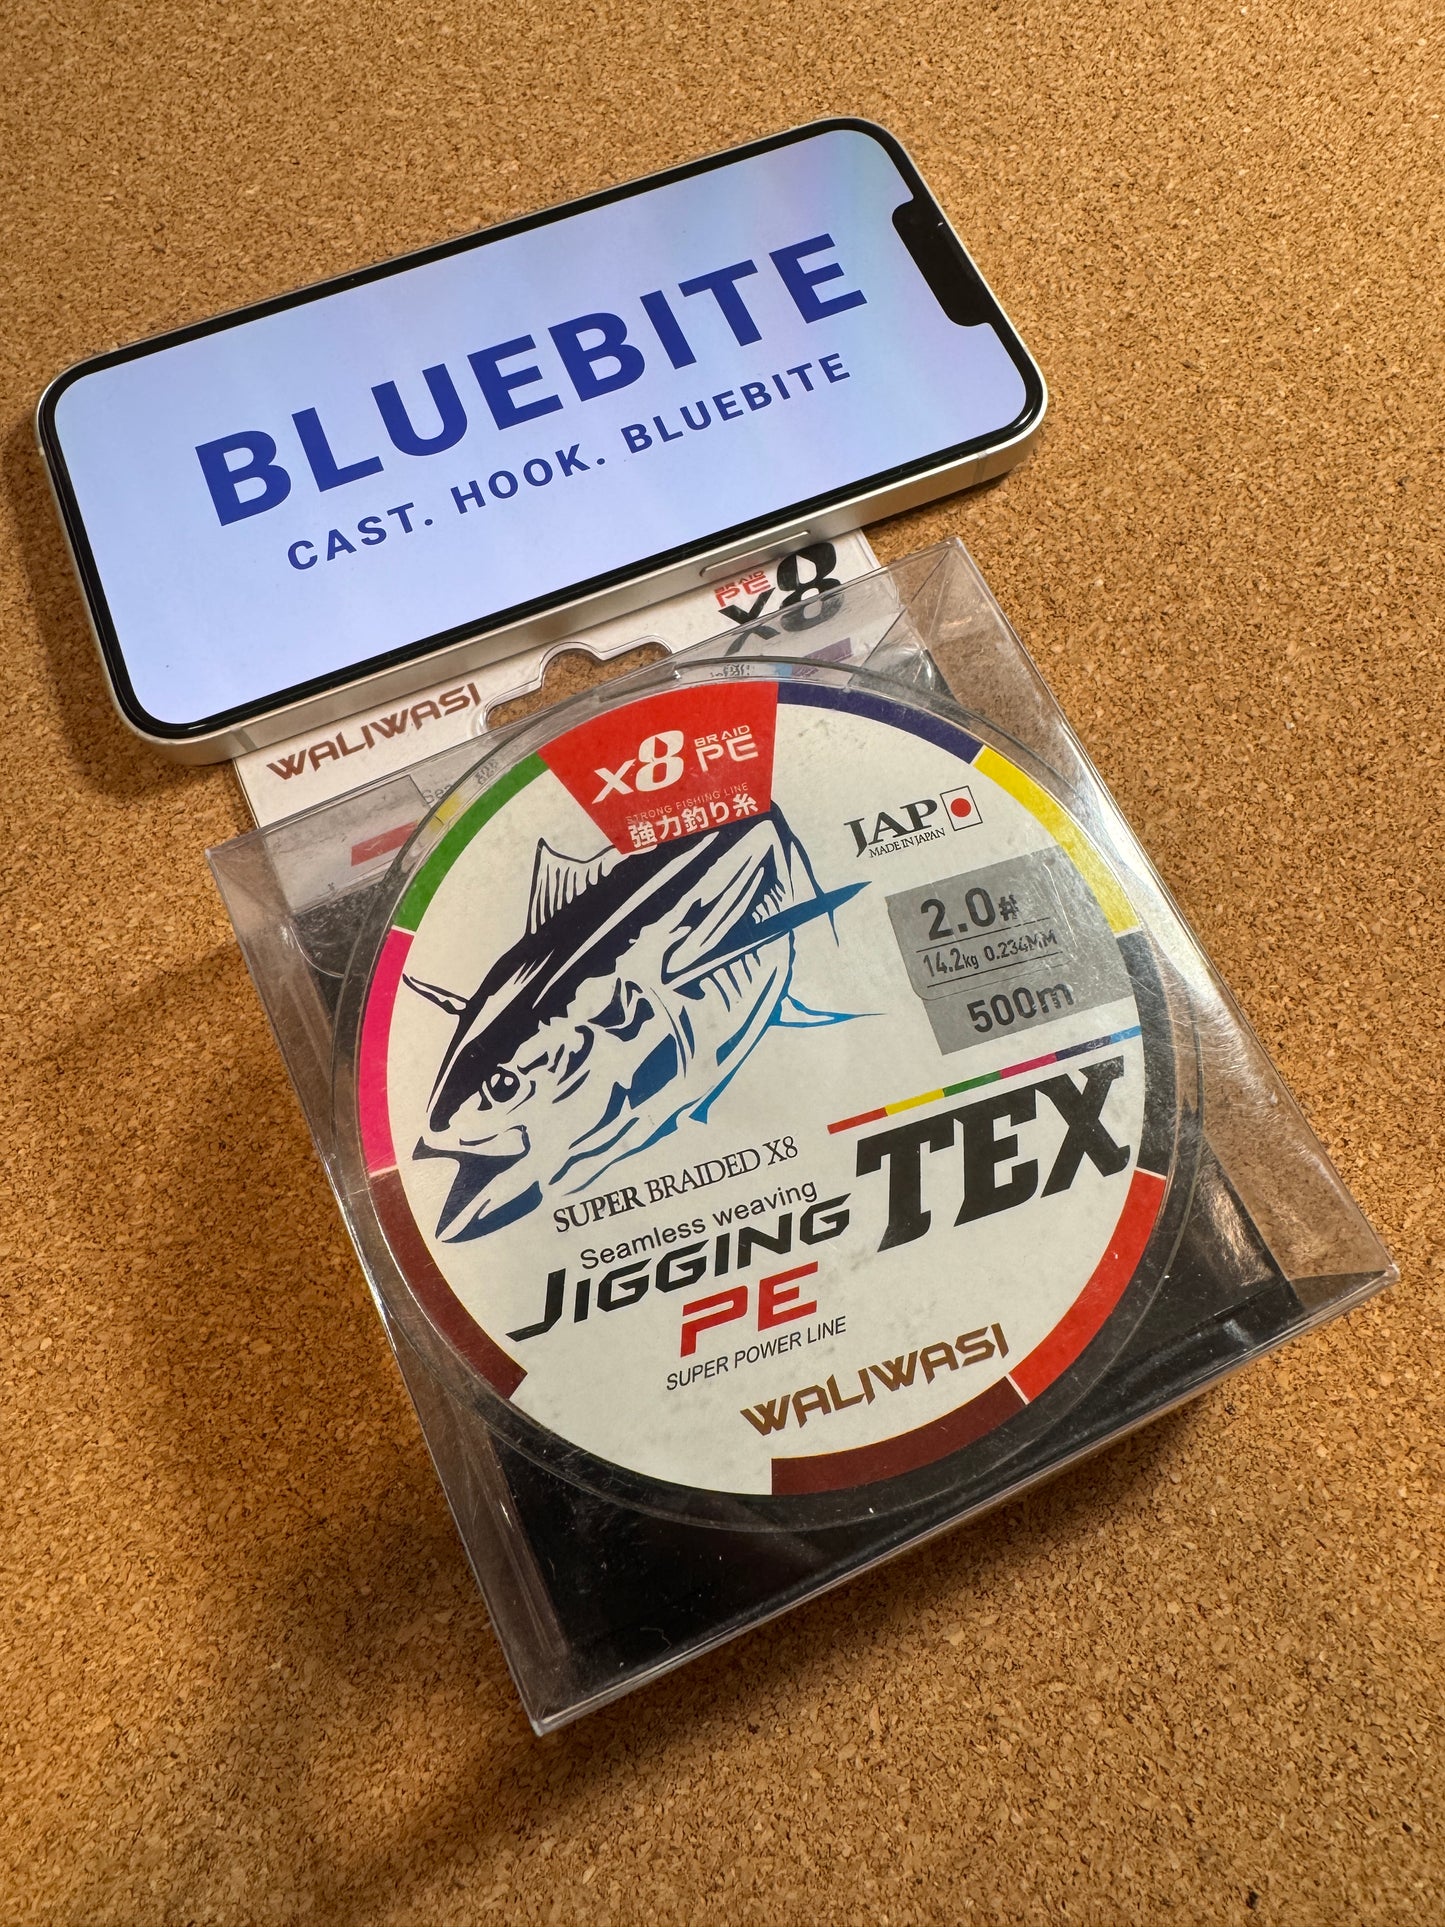 BLUEBITE
CAST. HOOK. BLUEBITE
BRAID
PE
X8
WALIWASI
X8 BRAID PE
STRONG FISHING LINE
強力釣り糸
JAP
MADE IN JAPAN
2.0#
14.2kg 0.234MM
500m
SUPER BRAIDED X8
Seamless weaving
JIGGING TEX
PE
SUPER POWER LINE
WALIWASI